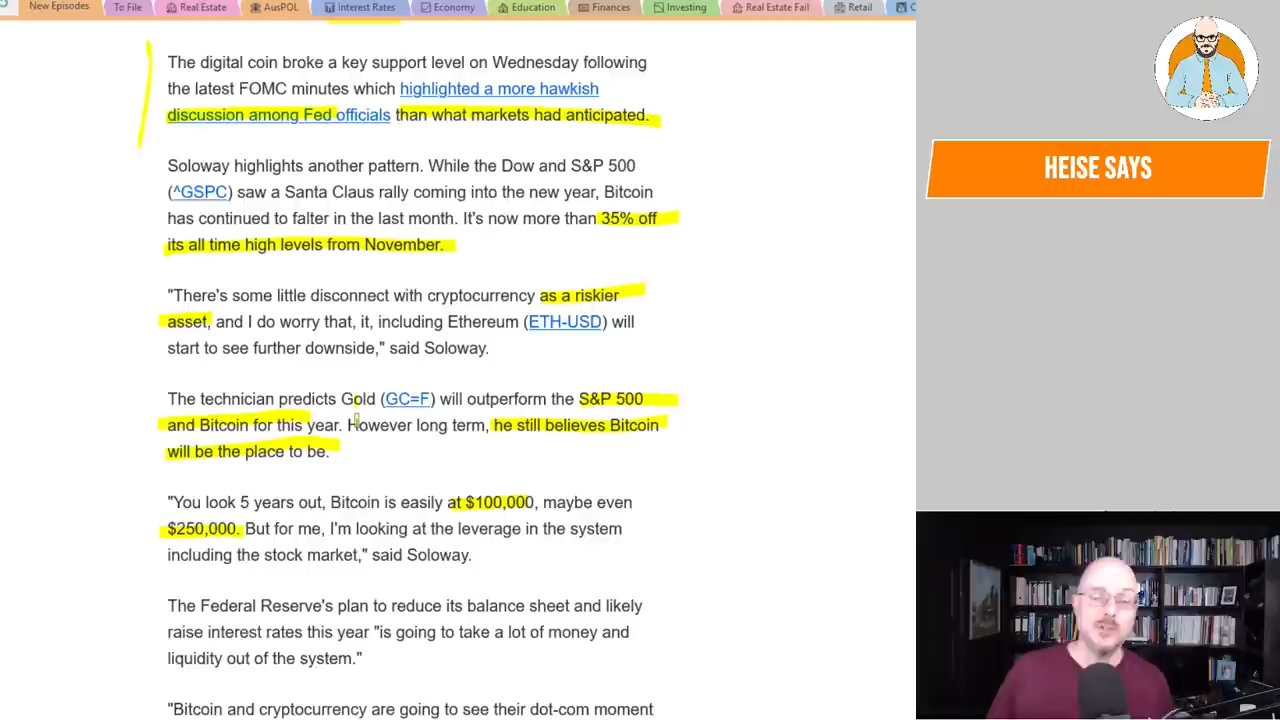 New Episodes
To File
Real Estate
AusPOL
Interest Rates
Economy
Education
Finances
Investing
Real Estate Fail
Retail
The digital coin broke a key support level on Wednesday following
the latest FOMC minutes which highlighted a more hawkish
discussion among Fed officials than what markets had anticipated.
Soloway highlights another pattern. While the Dow and S&P 500
(^GSPC) saw a Santa Claus rally coming into the new year, Bitcoin
has continued to falter in the last month. It's now more than 35% off
its all time high levels from November.
"There's some little disconnect with cryptocurrency as a riskier
asset, and I do worry that, it, including Ethereum (ETH-USD) will
start to see further downside," said Soloway.
The technician predicts Gold (GC=F) will outperform the S&P 500
and Bitcoin for this year. However long term, he still believes Bitcoin
will be the place to be.
"You look 5 years out, Bitcoin is easily at $100,000, maybe even
$250,000. But for me, I'm looking at the leverage in the system
including the stock market," said Soloway.
The Federal Reserve's plan to reduce its balance sheet and likely
raise interest rates this year "is going to take a lot of money and
liquidity out of the system."
"Bitcoin and cryptocurrency are going to see their dot-com moment
HEISE SAYS